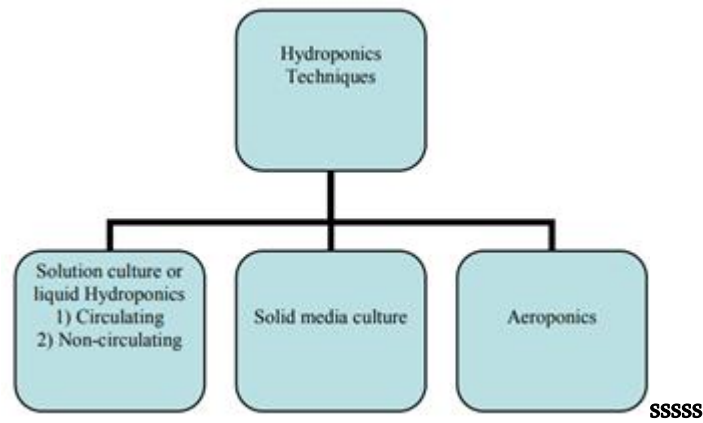 Hydroponics
Techniques
Solution culture or
liquid Hydroponics
1) Circulating
2) Non-circulating
Solid media culture
Aeroponics
sssss